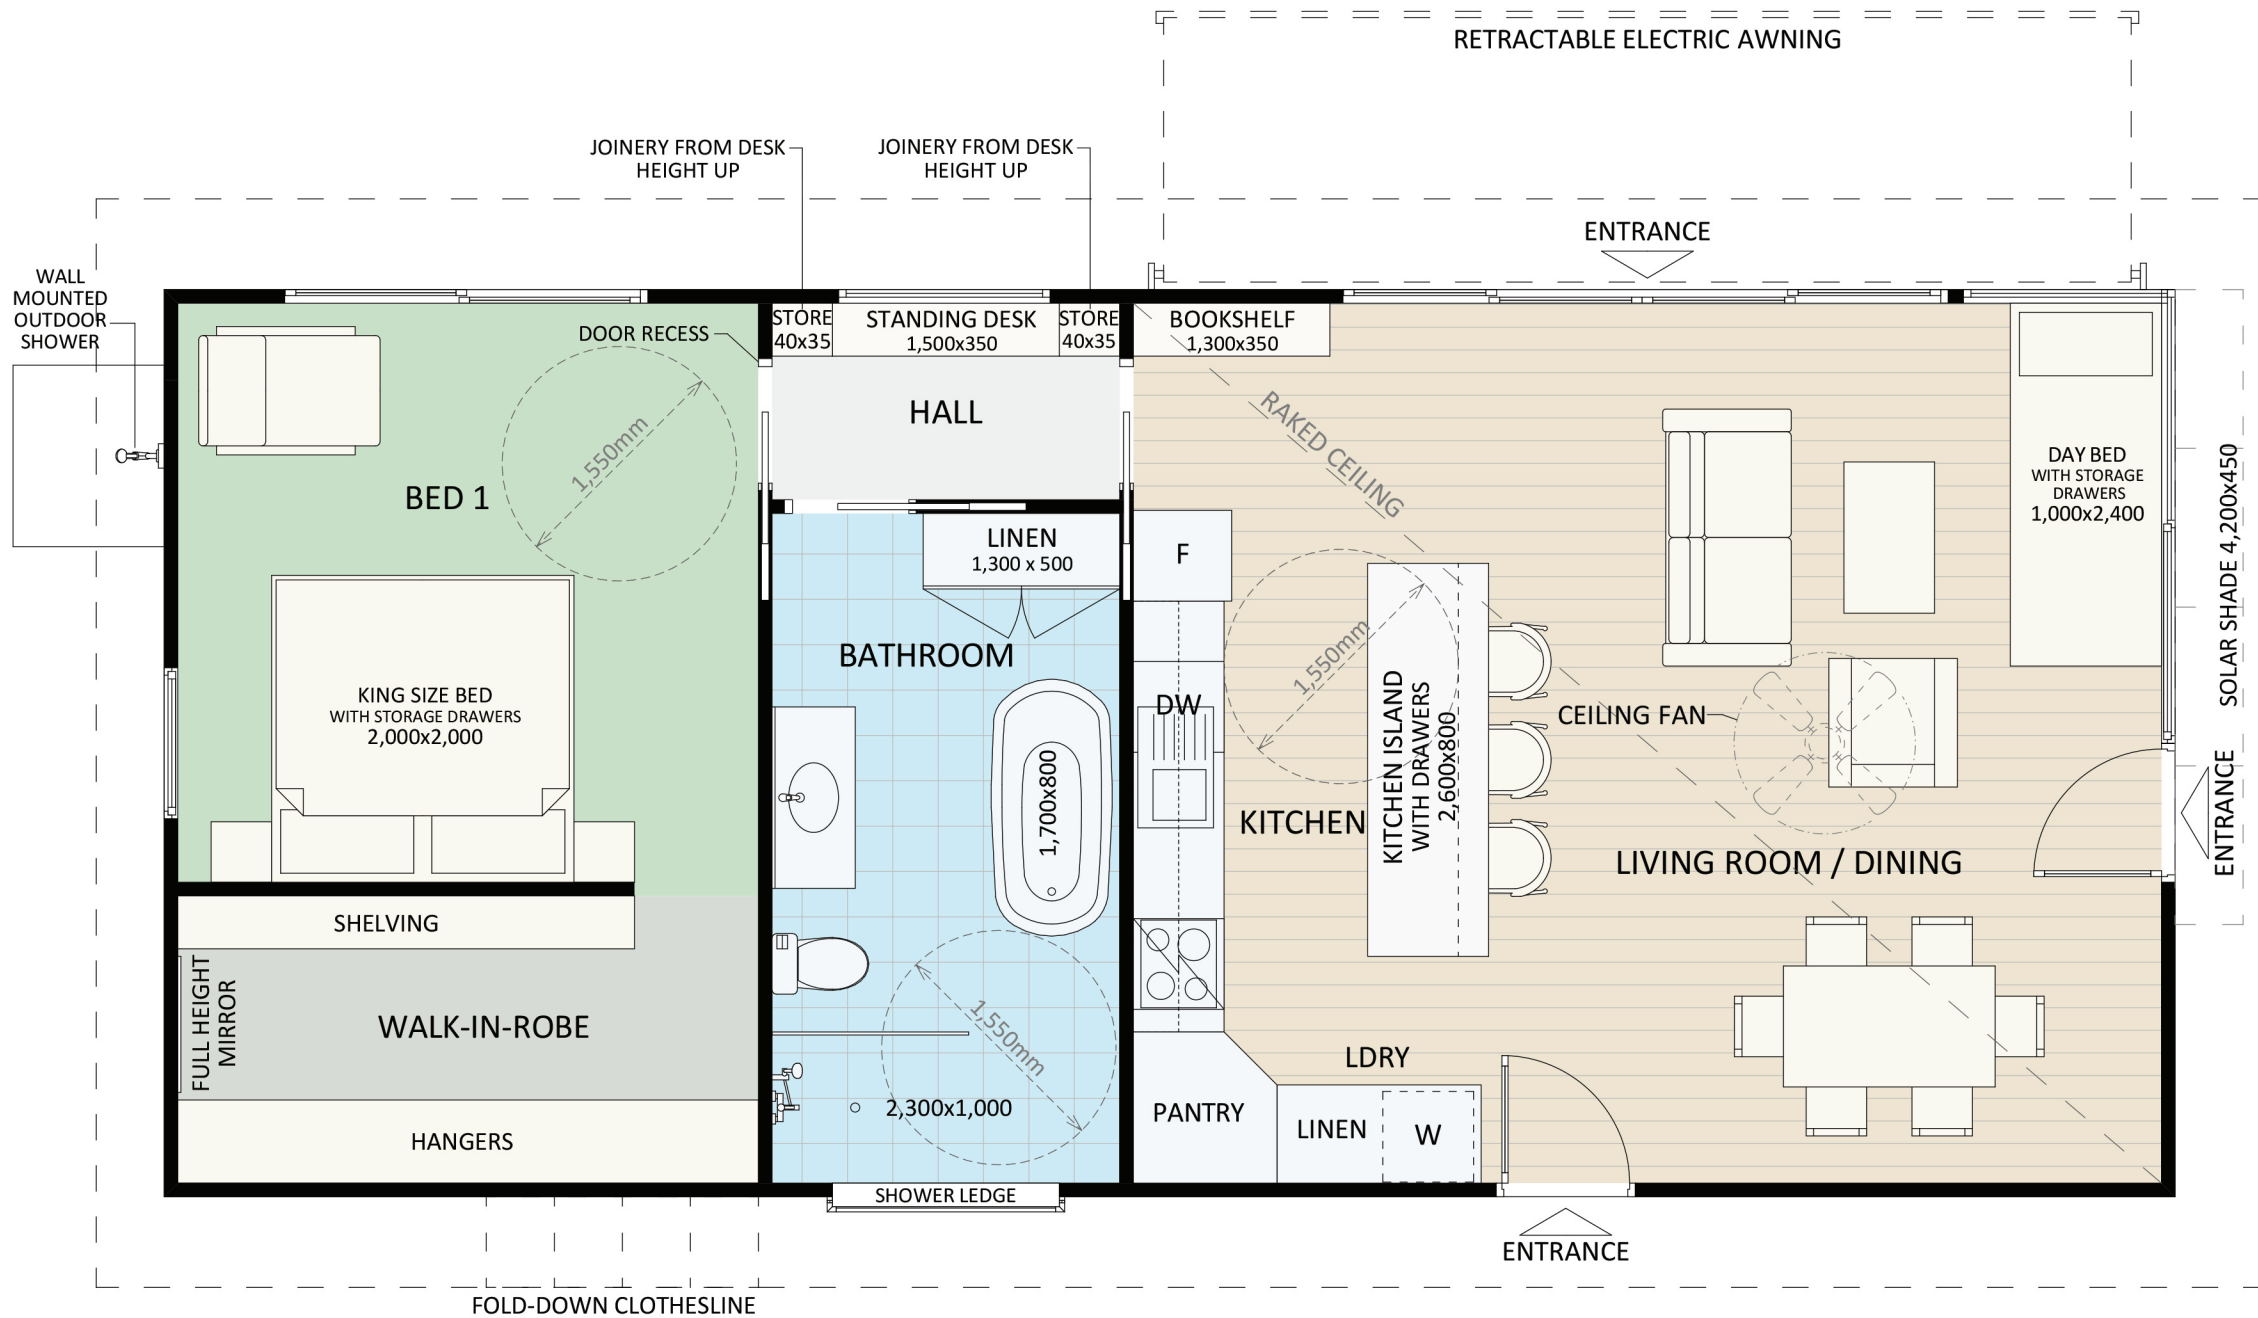 RETRACTABLE ELECTRIC AWNING
JOINERY FROM DESK
HEIGHT UP
JOINERY FROM DESK
HEIGHT UP
ENTRANCE
WALL
MOUNTED
OUTDOOR
SHOWER
DOOR RECESS
STORE
40x35
STANDING DESK
1,500x350
STORE
40x35
BOOKSHELF
1,300x350
HALL
RAKED CEILING
1,550mm
BED 1
DAY BED
WITH STORAGE
DRAWERS
1,000x2,400
SOLAR SHADE 4,200x450
LINEN
1,300 x 500
F
BATHROOM
1,550mm
KING SIZE BED
WITH STORAGE DRAWERS
2,000x2,000
DW
CEILING FAN
KITCHEN ISLAND
WITH DRAWERS
2,600x800
1,700x800
KITCHEN
LIVING ROOM / DINING
ENTRANCE
SHELVING
FULL HEIGHT
MIRROR
WALK-IN-ROBE
1,550mm
2,300x1,000
LDRY
PANTRY
LINEN
W
HANGERS
SHOWER LEDGE
ENTRANCE
FOLD-DOWN CLOTHESLINE